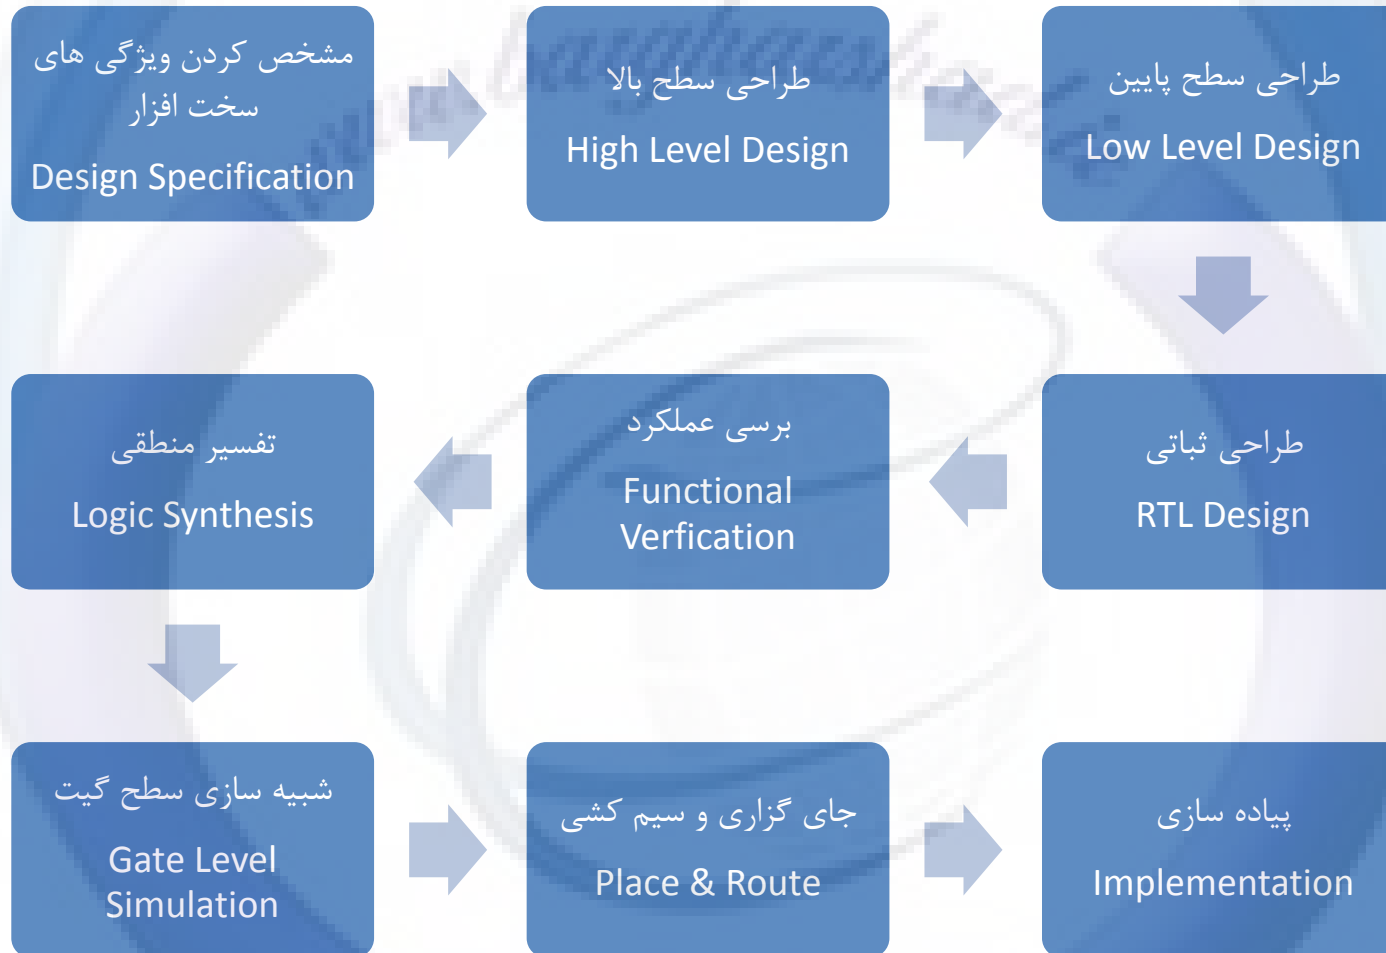 مشخص کردن ویژگی های
سخت افزار
Design Specification
طراحی سطح بالا
High Level Design
طراحی سطح پایین
Low Level Design
طراحی ثباتی
RTL Design
برسی عملکرد
Functional
Verfication
تفسیر منطقی
Logic Synthesis
شبیه سازی سطح گیت
Gate Level
Simulation
جای گزاری و سیم کشی
Place & Route
پیاده سازی
Implementation